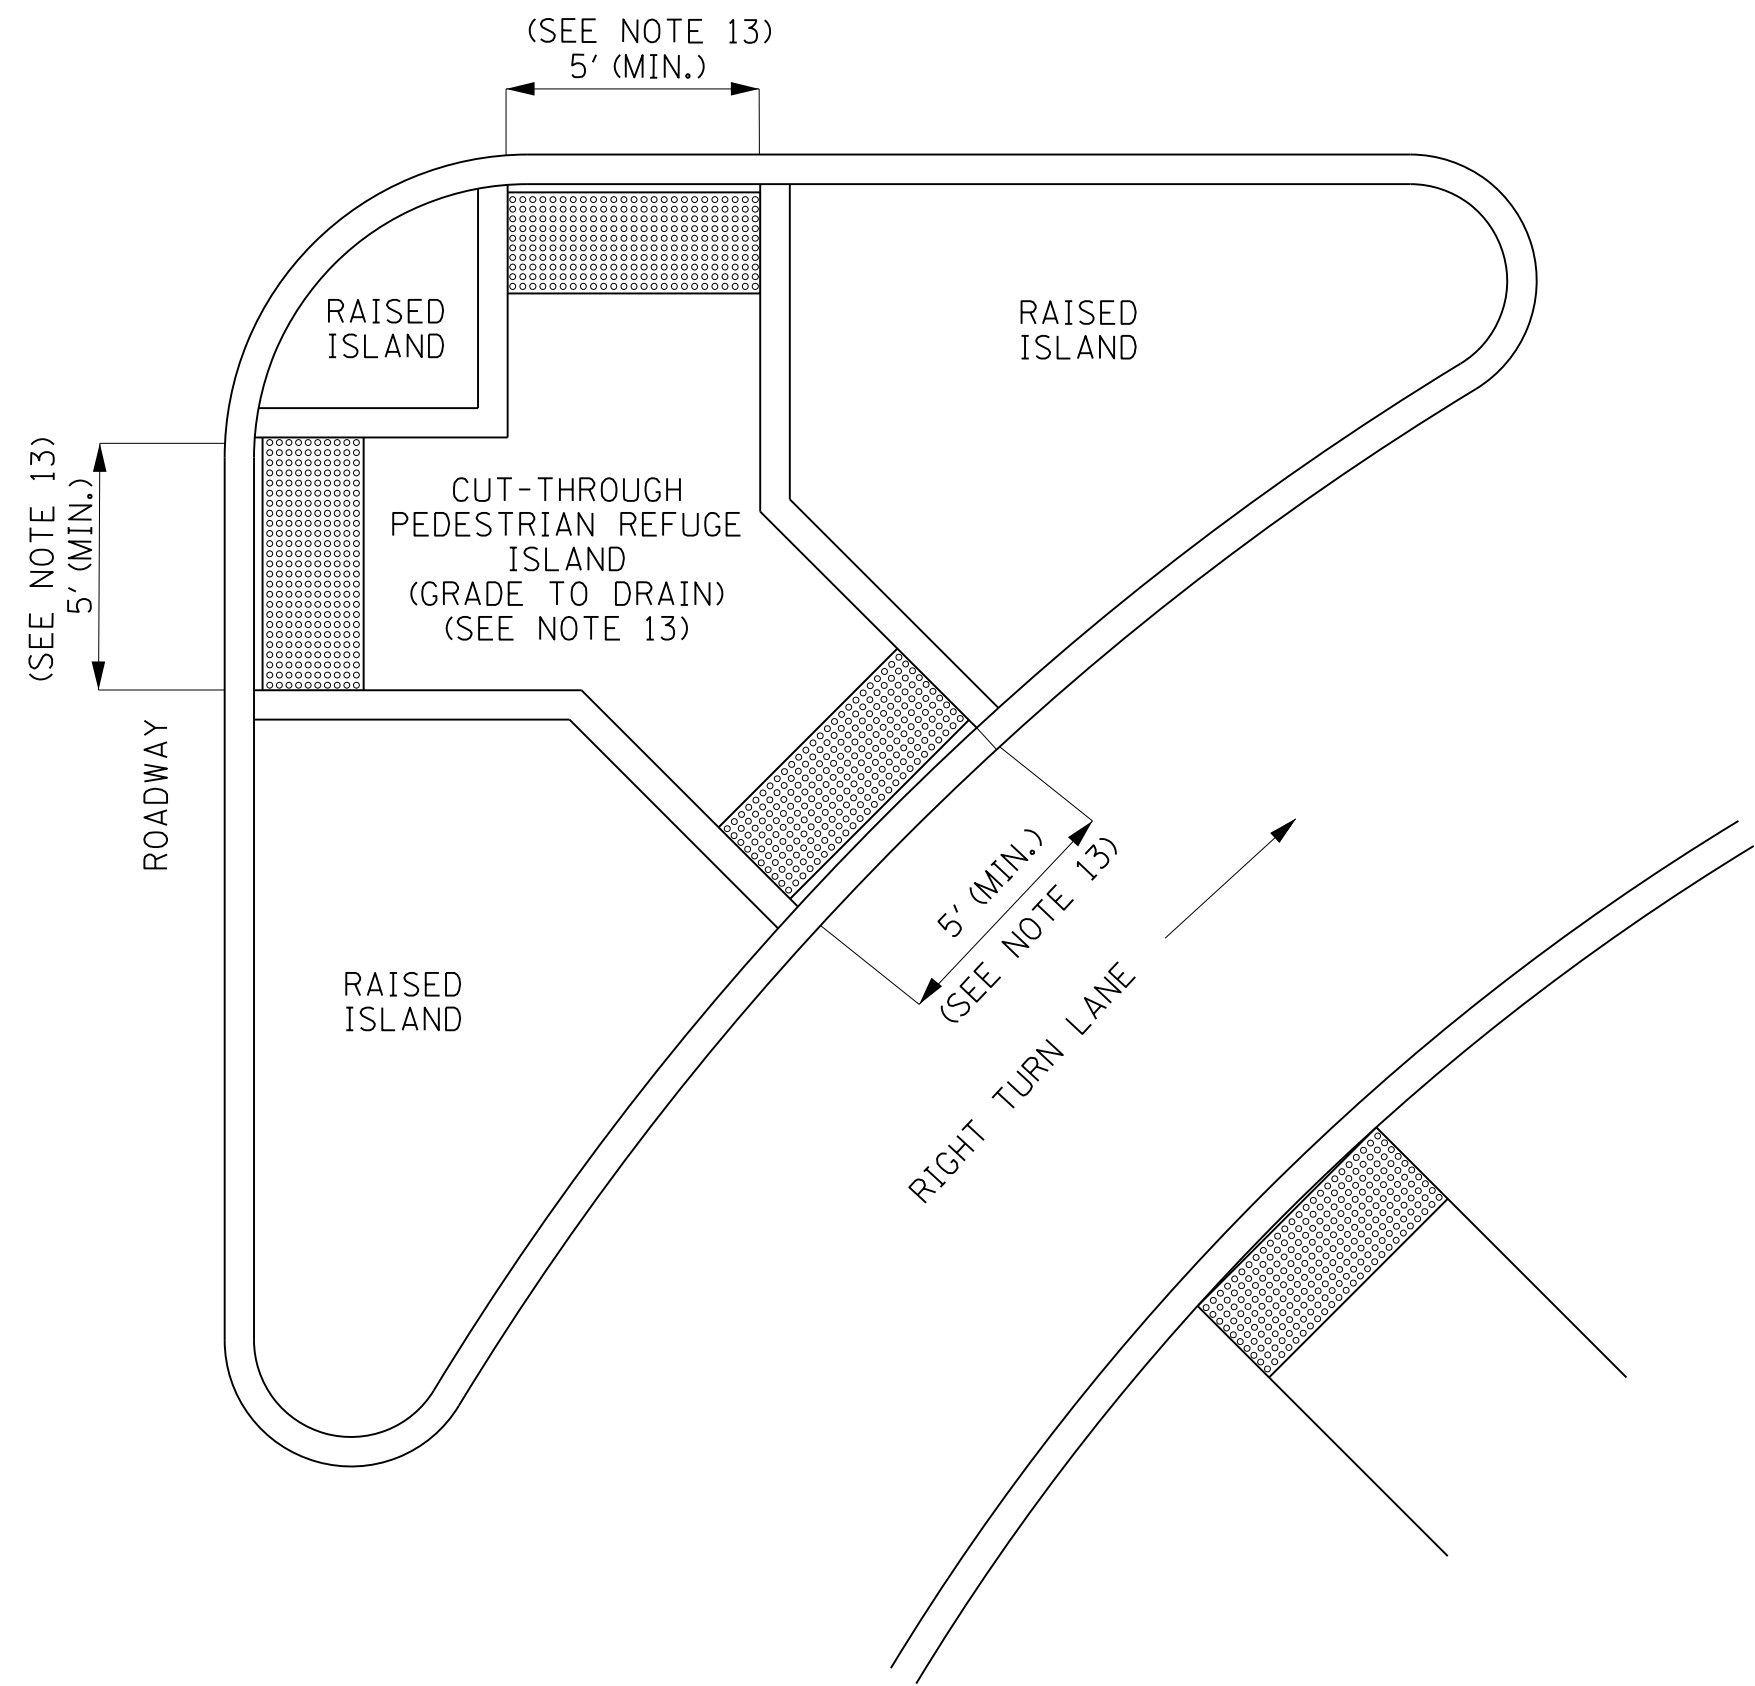 (SEE NOTE 13)
5' (MIN.)
RAISED
ISLAND
RAISED
ISLAND
(SEE NOTE 13)
5' (MIN.)
CUT-THROUGH
PEDESTRIAN REFUGE
ISLAND
(GRADE TO DRAIN)
(SEE NOTE 13)
ROADWAY
5' (MIN.)
(SEE NOTE 13)
RAISED
ISLAND
RIGHT TURN LANE